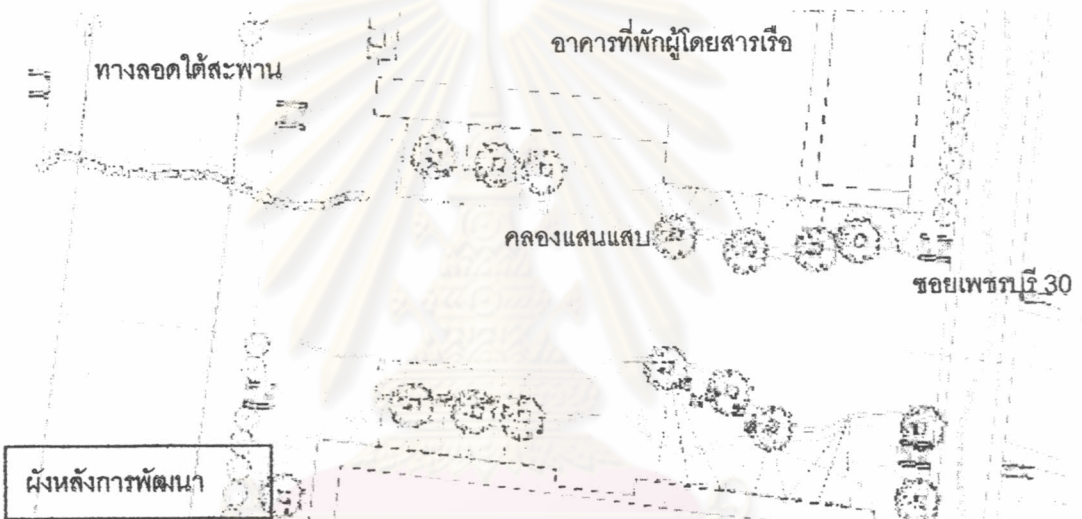 อาคารที่พักผู้โดยสารเรือ
ทางลอดใต้สะพาน
คลองแสนแสบ
ซอยเพชรบุรี 30
ผังหลังการพัฒนา